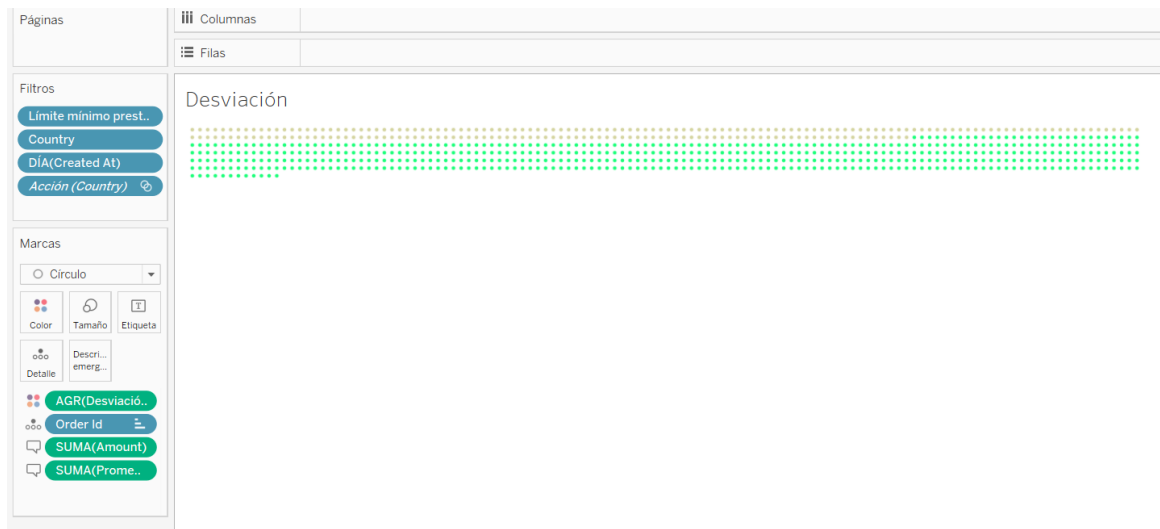 Páginas
Columnas
Filas
Filtros
Límite mínimo prest..
Country
DÍA(Created At)
Acción (Country)
Desviación
Marcas
Círculo
Color
Tamaño
Etiqueta
Detalle
Descri...
emerg...
AGR(Desviació..
Order Id
SUMA(Amount)
SUMA(Prome..